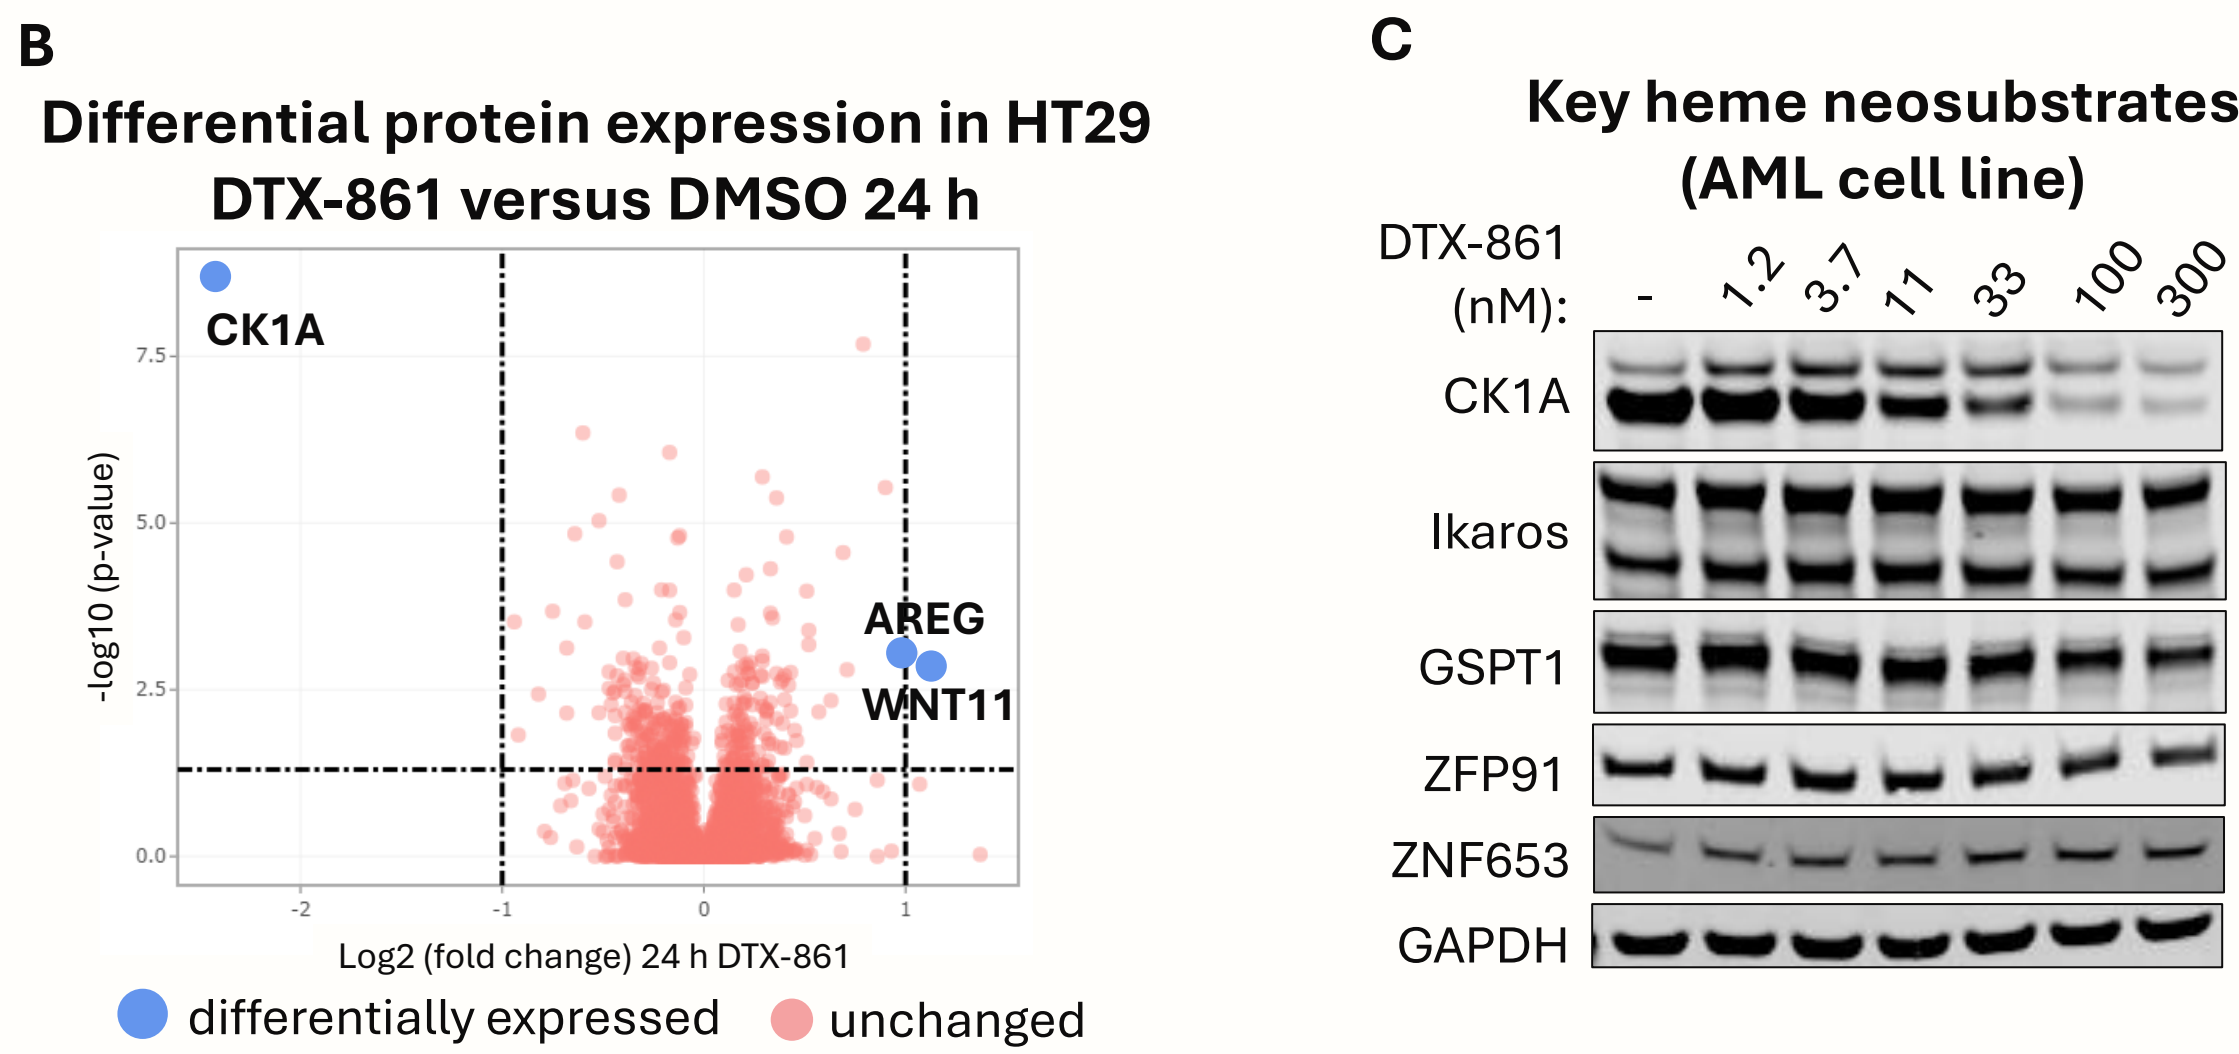 B
Differential protein expression in HT29
DTX-861 versus DMSO 24 h
CK1A
AREG
WNT11
7.5
5.0
2.5
0.0
-log10 (p-value)
-2
-1
0
1
Log2 (fold change) 24 h DTX-861
differentially expressed
unchanged
C
Key heme neosubstrates
(AML cell line)
DTX-861
(nM):
- 1.2 3.7 11 33 100 300
CK1A
Ikaros
GSPT1
ZFP91
ZNF653
GAPDH